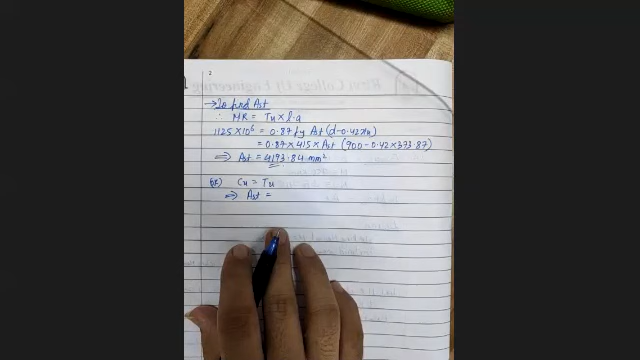 2
→ To find Ast
∴ MR = Tu × l.a
1125 × 10⁶ = 0.87 fy Ast (d - 0.42xu)
= 0.87 × 415 × Ast (900 - 0.42 × 373.87)
⇒ Ast = 4193.84 mm²
(or) Cu = Tu
⇒ Ast =